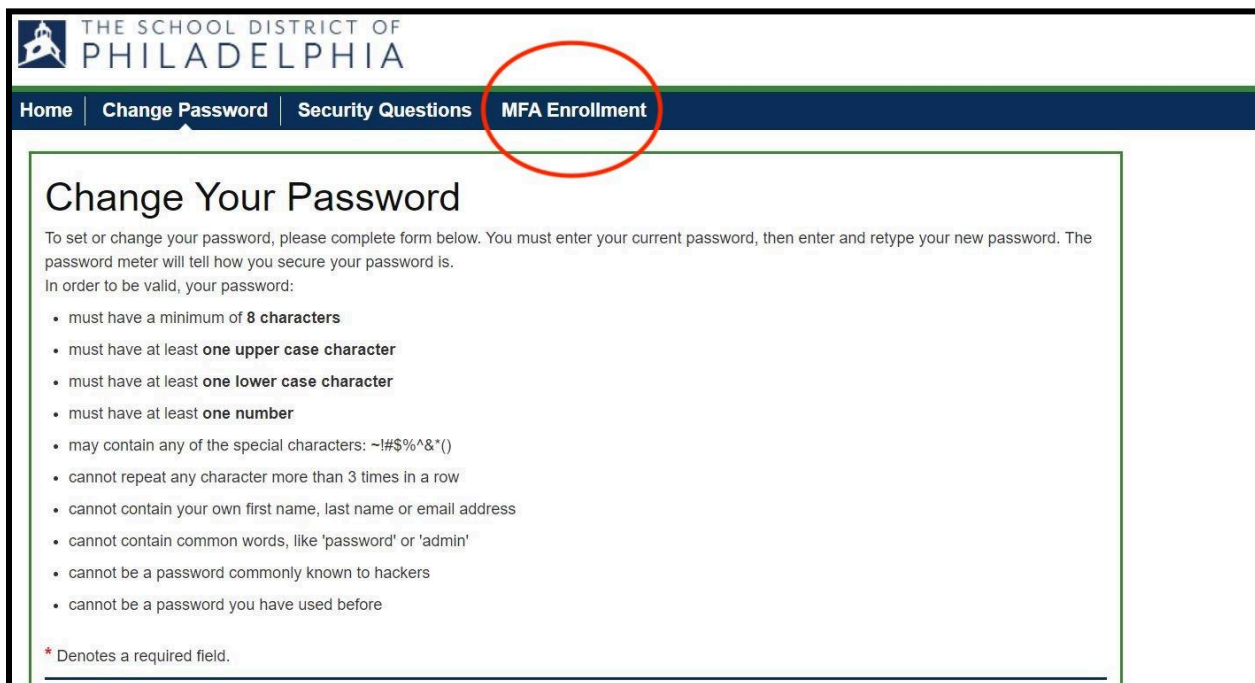 THE SCHOOL DISTRICT OF
PHILADELPHIA
Home Change Password Security Questions MFA Enrollment
Change Your Password
To set or change your password, please complete form below. You must enter your current password, then enter and retype your new password. The
password meter will tell how you secure your password is.
In order to be valid, your password:
• must have a minimum of 8 characters
• must have at least one upper case character
• must have at least one lower case character
• must have at least one number
• may contain any of the special characters: ~!#$%^&*()
• cannot repeat any character more than 3 times in a row
• cannot contain your own first name, last name or email address
• cannot contain common words, like 'password' or 'admin'
• cannot be a password commonly known to hackers
• cannot be a password you have used before
* Denotes a required field.